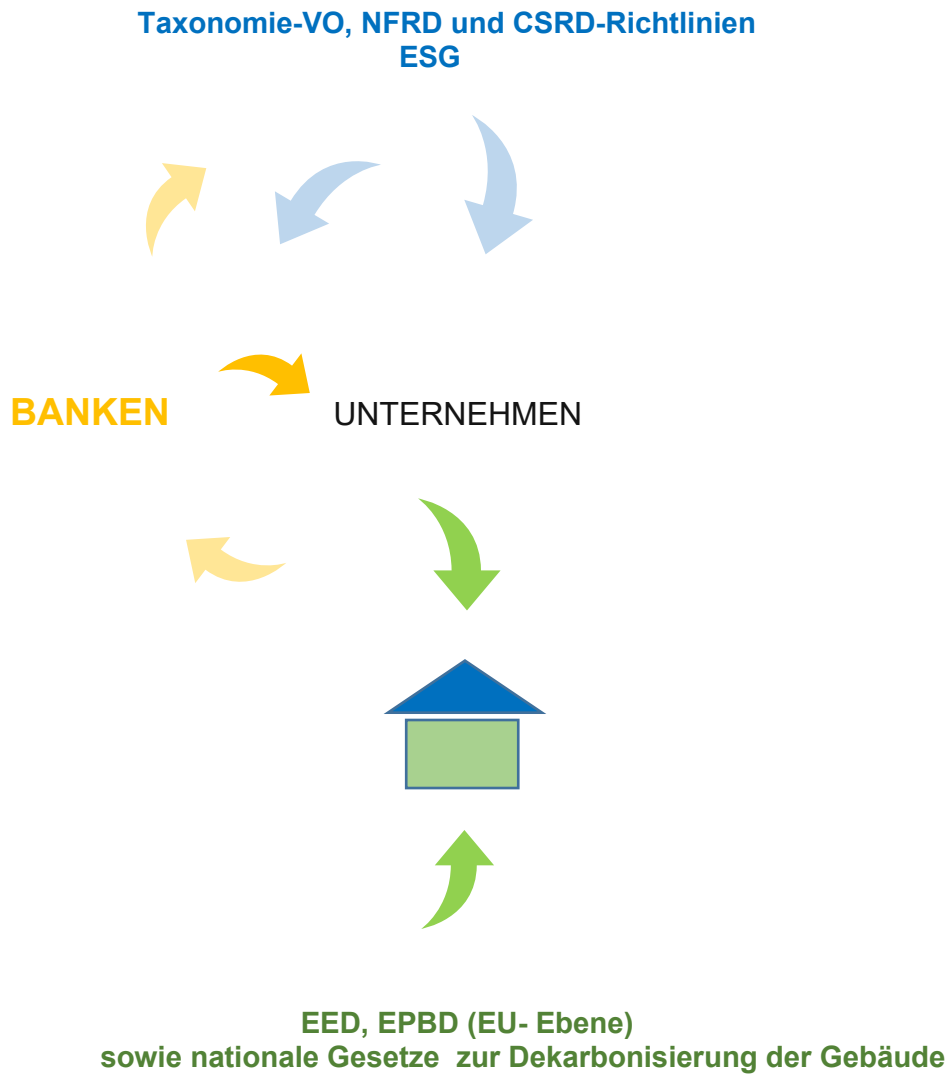 Taxonomie-VO, NFRD und CSRD-Richtlinien
ESG
BANKEN
UNTERNEHMEN
EED, EPBD (EU- Ebene)
sowie nationale Gesetze  zur Dekarbonisierung der Gebäude